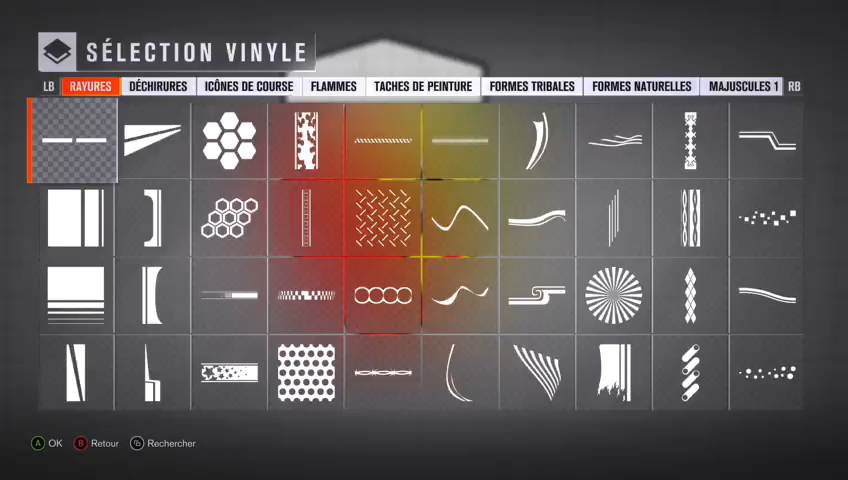 SÉLECTION VINYLE
LB RAYURES DÉCHIRURES ICÔNES DE COURSE FLAMMES TACHES DE PEINTURE FORMES TRIBALES FORMES NATURELLES MAJUSCULES 1 RB
A OK B Retour Rechercher